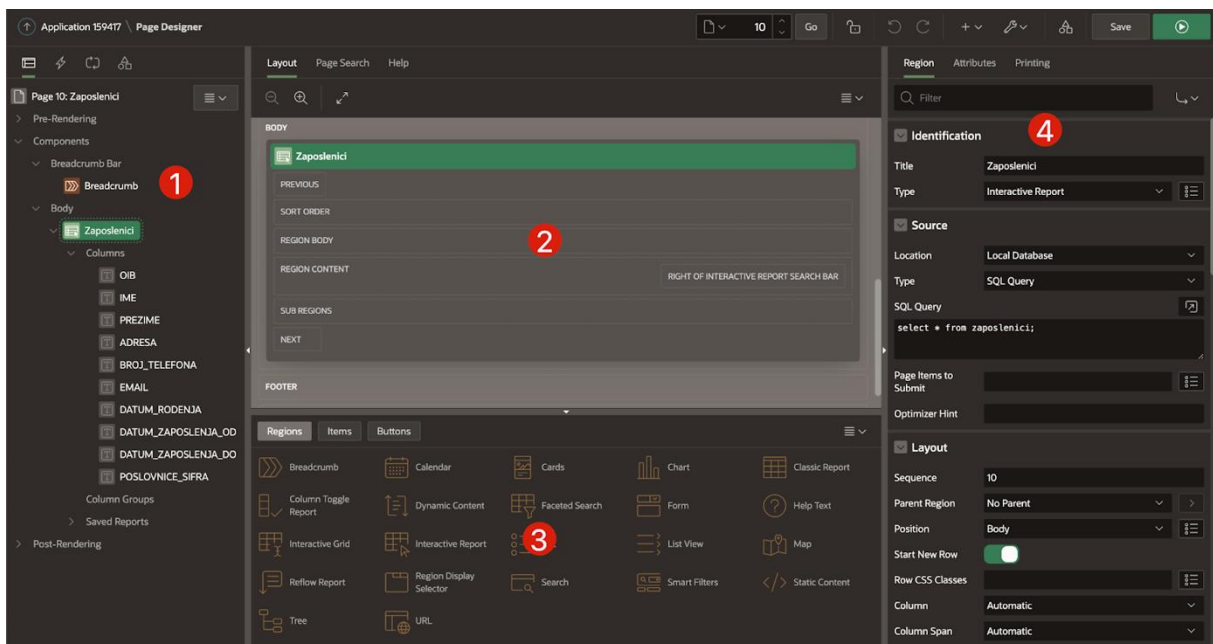 Application 159417 \ Page Designer
10
Go
Save
Layout Page Search Help
Region Attributes Printing
Page 10: Zaposlenici
Pre-Rendering
Components
Breadcrumb Bar
Breadcrumb
1
Body
Zaposlenici
Columns
OIB
IME
PREZIME
ADRESA
BROJ_TELEFONA
EMAIL
DATUM_RODENJA
DATUM_ZAPOSLENJA_OD
DATUM_ZAPOSLENJA_DO
POSLOVNICE_SIFRA
Column Groups
Saved Reports
Post-Rendering
BODY
Zaposlenici
PREVIOUS
SORT ORDER
REGION BODY
2
REGION CONTENT
RIGHT OF INTERACTIVE REPORT SEARCH BAR
SUB REGIONS
NEXT
FOOTER
Regions Items Buttons
Breadcrumb Calendar Cards Chart Classic Report
Column Toggle Report Dynamic Content Faceted Search Form Help Text
Interactive Grid Interactive Report 3 List View Map
Reflow Report Region Display Selector Search Smart Filters Static Content
Tree URL
Filter
Identification
4
Title Zaposlenici
Type Interactive Report
Source
Location Local Database
Type SQL Query
SQL Query
select * from zaposlenici;
Page Items to
Submit
Optimizer Hint
Layout
Sequence 10
Parent Region No Parent
Position Body
Start New Row
Row CSS Classes
Column Automatic
Column Span Automatic